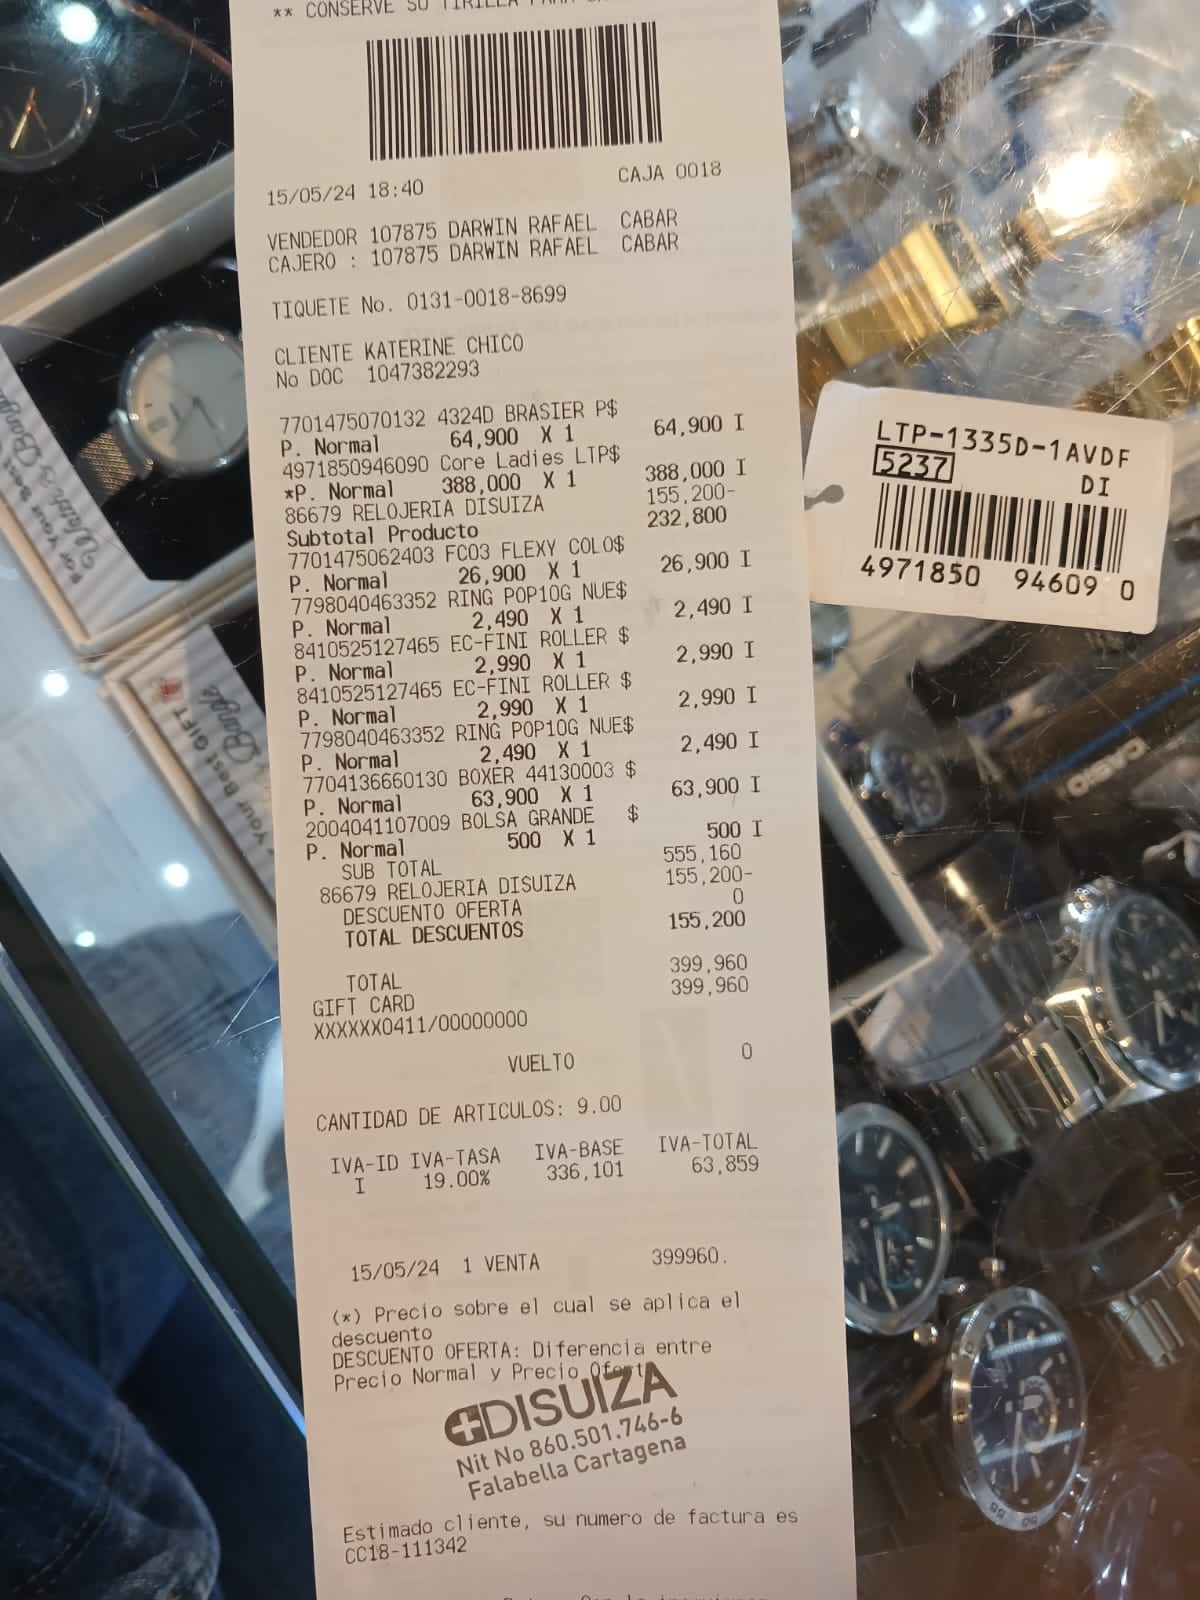 ** CONSERVE SU TIRILLA PARA
15/05/24 18:40 CAJA 0018
VENDEDOR 107875 DARWIN RAFAEL CABAR
CAJERO : 107875 DARWIN RAFAEL CABAR
TIQUETE No. 0131-0018-8699
CLIENTE KATERINE CHICO
No DOC 1047382293
7701475070132 4324D BRASIER P$
P. Normal 64,900 X 1 64,900 I
4971850946090 Core Ladies LTP$
*P. Normal 388,000 X 1 388,000 I
86679 RELOJERIA DISUIZA 155,200-
Subtotal Producto 232,800
7701475062403 FC03 FLEXY COLO$
P. Normal 26,900 X 1 26,900 I
7798040463352 RING POP10G NUE$
P. Normal 2,490 X 1 2,490 I
8410525127465 EC-FINI ROLLER $
P. Normal 2,990 X 1 2,990 I
8410525127465 EC-FINI ROLLER $
P. Normal 2,990 X 1 2,990 I
7798040463352 RING POP10G NUE$
P. Normal 2,490 X 1 2,490 I
7704136660130 BOXER 44130003 $
P. Normal 63,900 X 1 63,900 I
2004041107009 BOLSA GRANDE $
P. Normal 500 X 1 500 I
SUB TOTAL 555,160
86679 RELOJERIA DISUIZA 155,200-
DESCUENTO OFERTA 0
TOTAL DESCUENTOS 155,200
TOTAL 399,960
GIFT CARD 399,960
XXXXXX0411/00000000
VUELTO 0
CANTIDAD DE ARTICULOS: 9.00
IVA-ID IVA-TASA IVA-BASE IVA-TOTAL
I 19.00% 336,101 63,859
15/05/24 1 VENTA 399960.
(*) Precio sobre el cual se aplica el
descuento
DESCUENTO OFERTA: Diferencia entre
Precio Normal y Precio Ofert
DISUIZA
Nit No 860.501.746-6
Falabella Cartagena
Estimado cliente, su numero de factura es
CC18-111342
LTP-1335D-1AVDF
5237 DI
4971850 94609 0
CASIO
For Your Best
Your Best GIFT